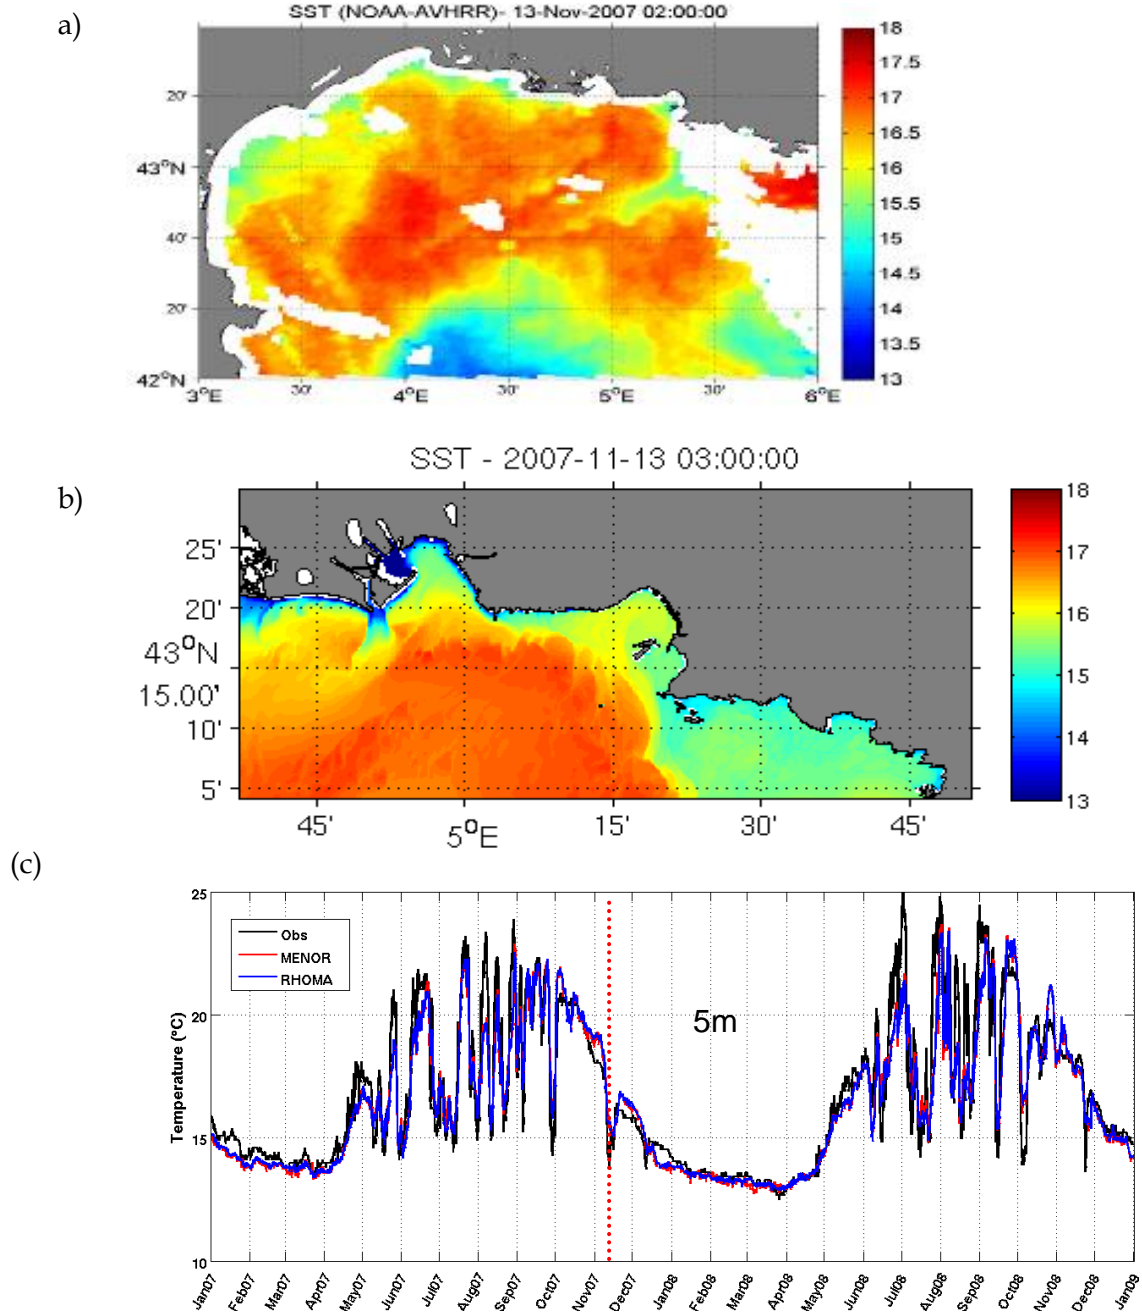 a)
SST (NOAA-AVHRR)- 13-Nov-2007 02:00:00
20'
43°N
40'
20'
42°N
3°E 30' 4°E 30' 5°E 30' 6°E
18
17.5
17
16.5
16
15.5
15
14.5
14
13.5
13
b)
SST - 2007-11-13 03:00:00
25'
20'
43°N
15.00'
10'
5'
45' 5°E 15' 30' 45'
18
17
16
15
14
13
(c)
25
20
15
10
Temperature (°C)
Obs
MENOR
RHOMA
5m
Jan07 Feb07 Mar07 Apr07 May07 Jun07 Jul07 Aug07 Sep07 Oct07 Nov07 Dec07 Jan08 Feb08 Mar08 Apr08 May08 Jun08 Jul08 Aug08 Sep08 Oct08 Nov08 Dec08 Jan09